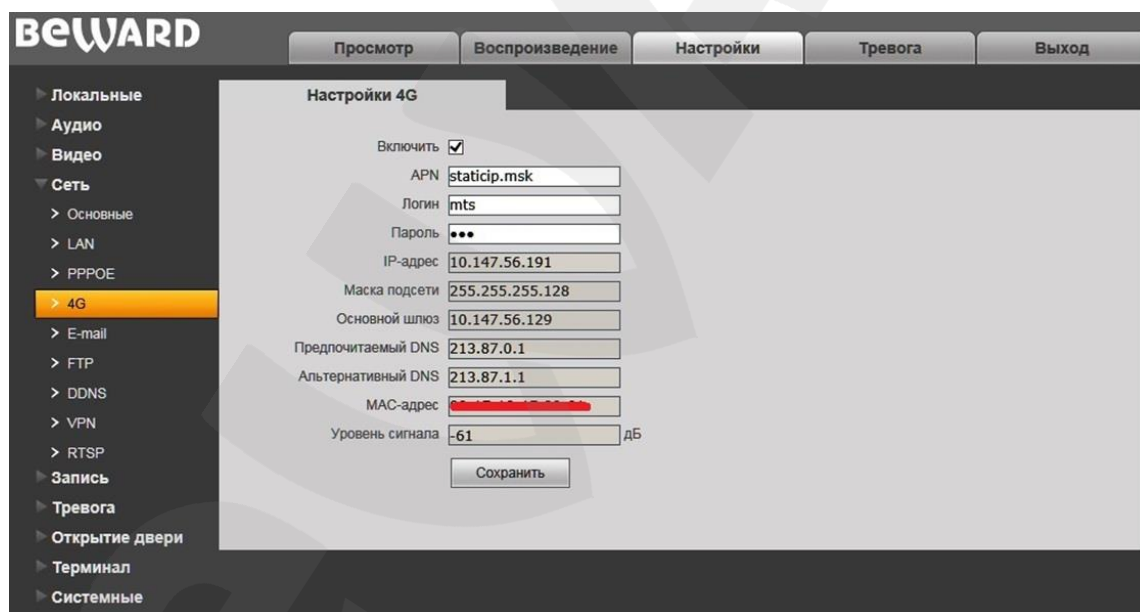 BEWARD
Просмотр Воспроизведение Настройки Тревога Выход
Локальные
Аудио
Видео
Сеть
> Основные
> LAN
> PPPOE
> 4G
> E-mail
> FTP
> DDNS
> VPN
> RTSP
Запись
Тревога
Открытие двери
Терминал
Системные
Настройки 4G
Включить
APN staticip.msk
Логин mts
Пароль •••
IP-адрес 10.147.56.191
Маска подсети 255.255.255.128
Основной шлюз 10.147.56.129
Предпочитаемый DNS 213.87.0.1
Альтернативный DNS 213.87.1.1
MAC-адрес
Уровень сигнала -61 дБ
Сохранить